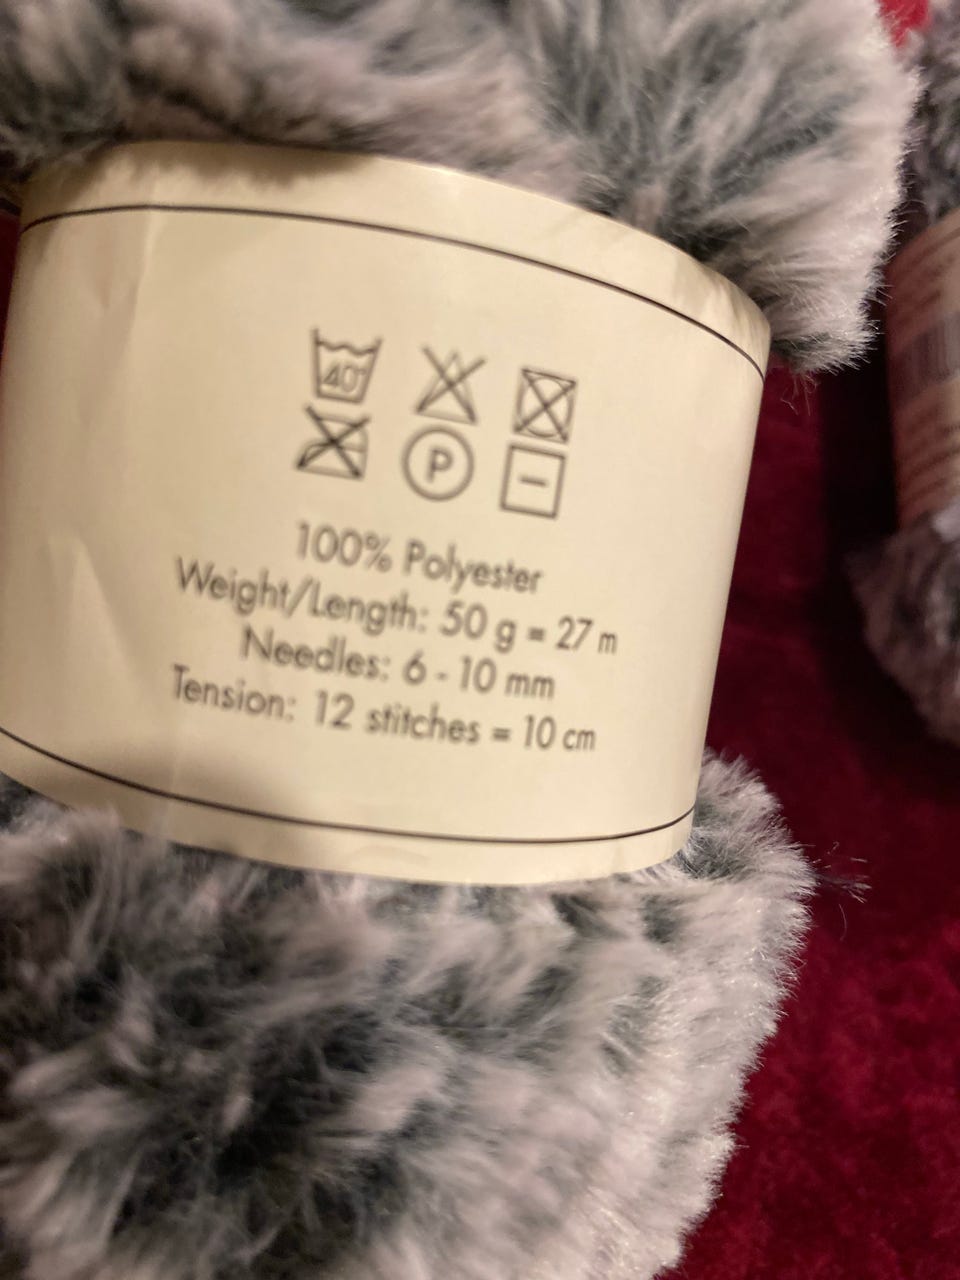 40°
P
100% Polyester
Weight/Length: 50 g = 27 m
Needles: 6 - 10 mm
Tension: 12 stitches = 10 cm